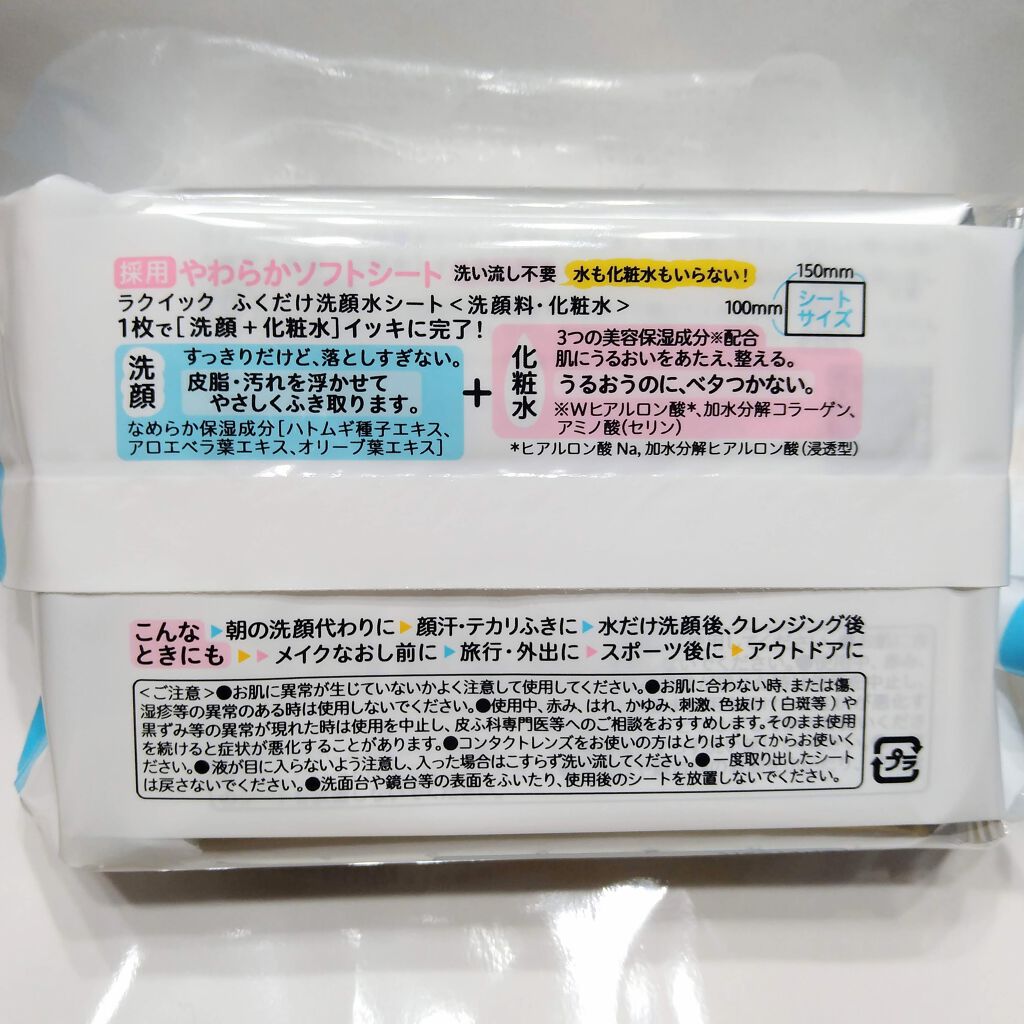 採用 やわらかソフトシート 洗い流し不要 水も化粧水もいらない!
ラクイック ふくだけ洗顔水シート<洗顔料・化粧水>
1枚で[洗顔+化粧水]イッキに完了!
150mm
100mm
シート
サイズ
洗顔
すっきりだけど、落としすぎない。
皮脂・汚れを浮かせて
やさしくふき取ります。
なめらか保湿成分[ハトムギ種子エキス、
アロエベラ葉エキス、オリーブ葉エキス]
+
化粧水
3つの美容保湿成分※配合
肌にうるおいをあたえ、整える。
うるおうのに、ベタつかない。
※Wヒアルロン酸*、加水分解コラーゲン、
アミノ酸(セリン)
*ヒアルロン酸 Na, 加水分解ヒアルロン酸(浸透型)
こんな
ときにも
▶朝の洗顔代わりに▶顔汗・テカリふきに▶水だけ洗顔後、クレンジング後
▶▶メイクなおし前に▶旅行・外出に▶スポーツ後に▶アウトドアに
<ご注意>●お肌に異常が生じていないかよく注意して使用してください。●お肌に合わない時、または傷、
湿疹等の異常のある時は使用しないでください。●使用中、赤み、はれ、かゆみ、刺激、色抜け(白斑等)や
黒ずみ等の異常が現れた時は使用を中止し、皮ふ科専門医等へのご相談をおすすめします。そのまま使用
を続けると症状が悪化することがあります。●コンタクトレンズをお使いの方はとりはずしてからお使いく
ださい。●液が目に入らないよう注意し、入った場合はこすらず洗い流してください。●一度取り出したシート
は戻さないでください。●洗面台や鏡台等の表面をふいたり、使用後のシートを放置しないでください。
プラ